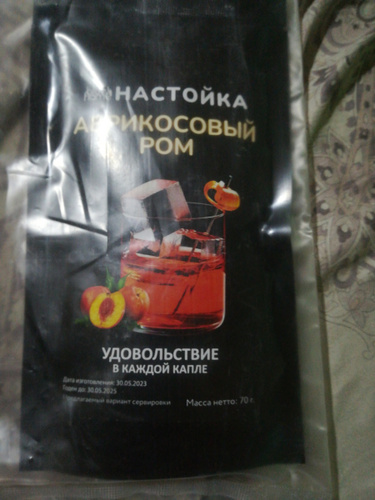 НАСТОЙКА
АБРИКОСОВЫЙ
РОМ
УДОВОЛЬСТВИЕ
В КАЖДОЙ КАПЛЕ
Дата изготовления: 30.05.2023
Годен до: 30.05.2025
Предлагаемый вариант сервировки
Масса нетто: 70 г.